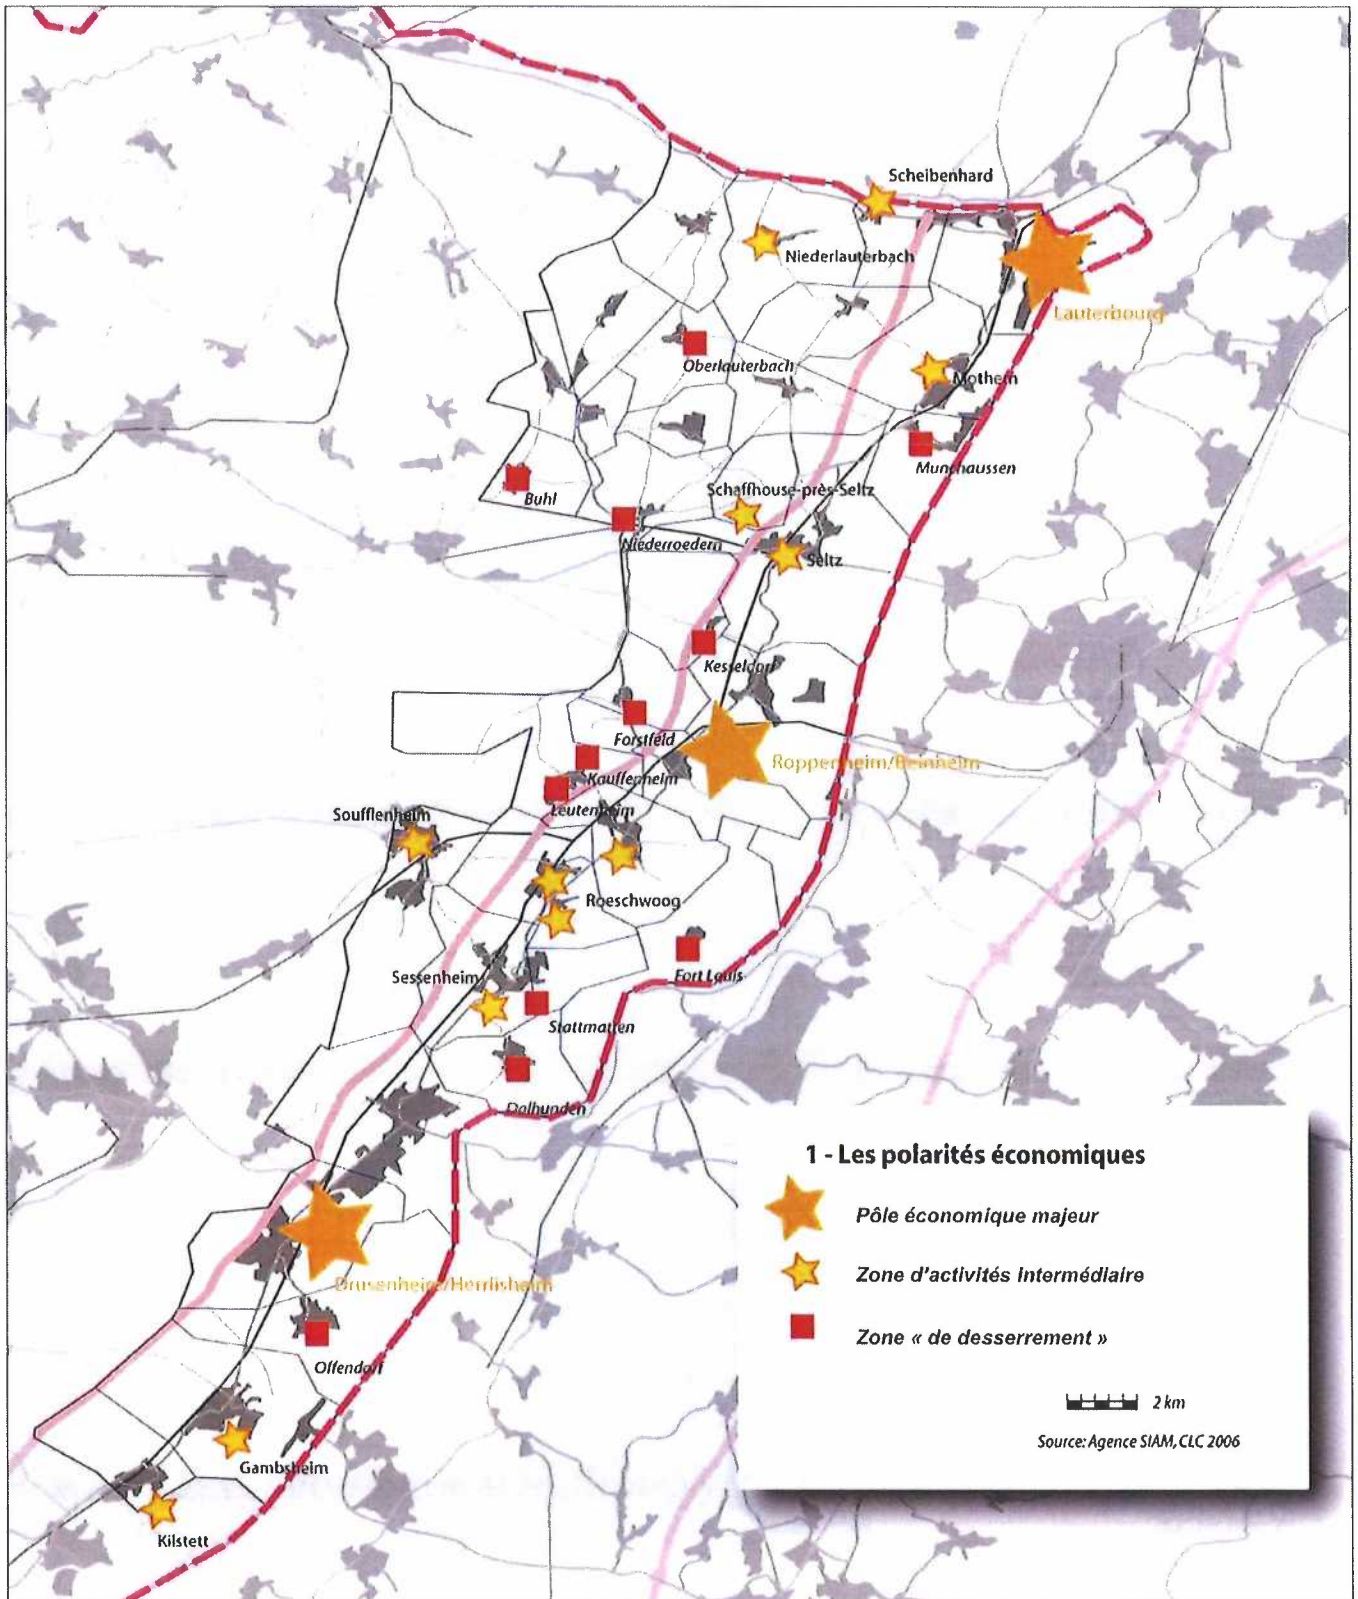 Scheibenhard
Niederlauterbach
Lauterbourg
Oberlauterbach
Mothern
Munchaussen
Buhl
Schaffhouse-près-Seltz
Niederroedern
Seltz
Kesseldorf
Forstfeld
Roppenheim/Beinheim
Kauffenheim
Leutenheim
Soufflenheim
Roeschwoog
Sessenheim
Fort Louis
Stattmatten
Dalhunden
1 - Les polarités économiques
Pôle économique majeur
Zone d'activités intermédiaire
Zone « de desserrement »
2 km
Source: Agence SIAM, CLC 2006
Drusenheim/Herrlisheim
Offendorf
Gambsheim
Kilstett